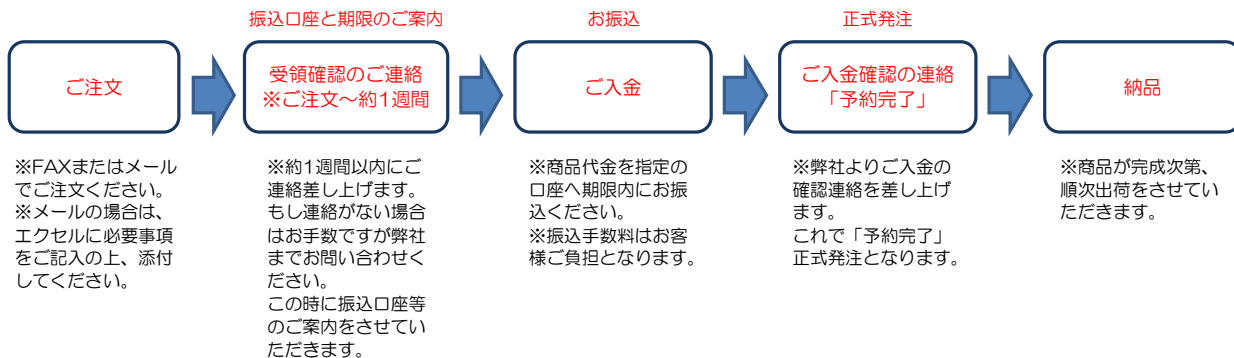 振込口座と期限のご案内
お振込
正式発注
ご注文
受領確認のご連絡
※ご注文～約1週間
ご入金
ご入金確認の連絡
「予約完了」
納品
※FAXまたはメール
でご注文ください。
※メールの場合は、
エクセルに必要事項
をご記入の上、添付
してください。
※約1週間以内にご
連絡差し上げます。
もし連絡がない場合
はお手数ですが弊社
までお問い合わせく
ださい。
この時に振込口座等
のご案内をさせてい
ただきます。
※商品代金を指定の
口座へ期限内にお振
込ください。
※振込手数料はお客
様ご負担となります。
※弊社よりご入金の
確認連絡を差し上げ
ます。
これで「予約完了」
正式発注となります。
※商品が完成次第、
順次出荷をさせてい
ただきます。